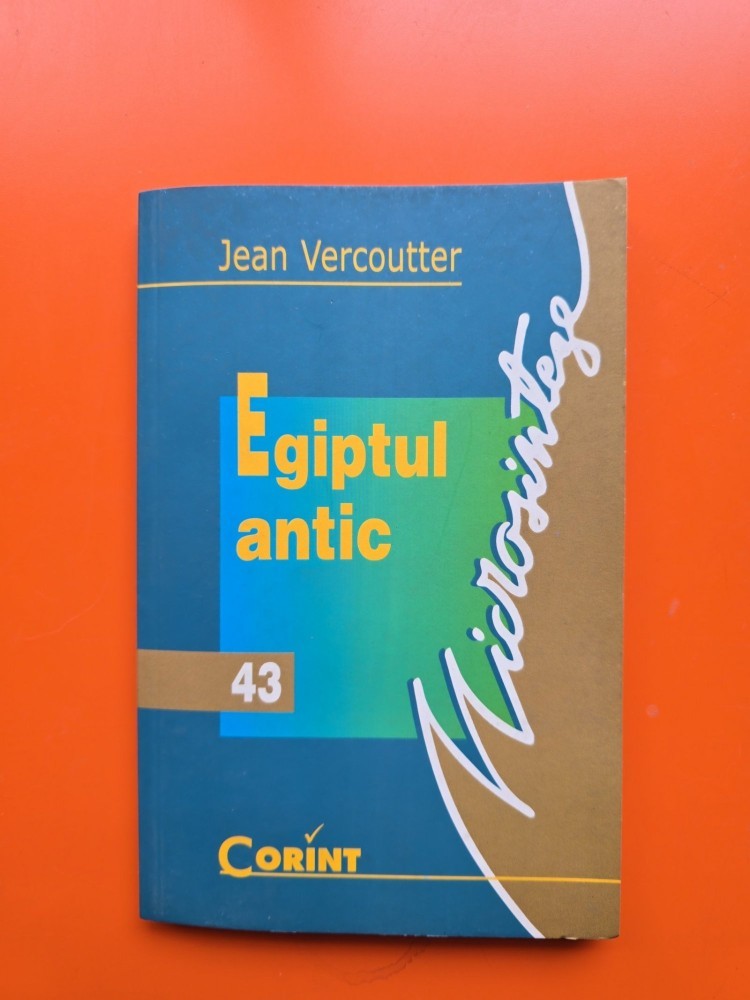 Jean Vercoutter
Egiptul
antic
Microsinteze
43
CORINT